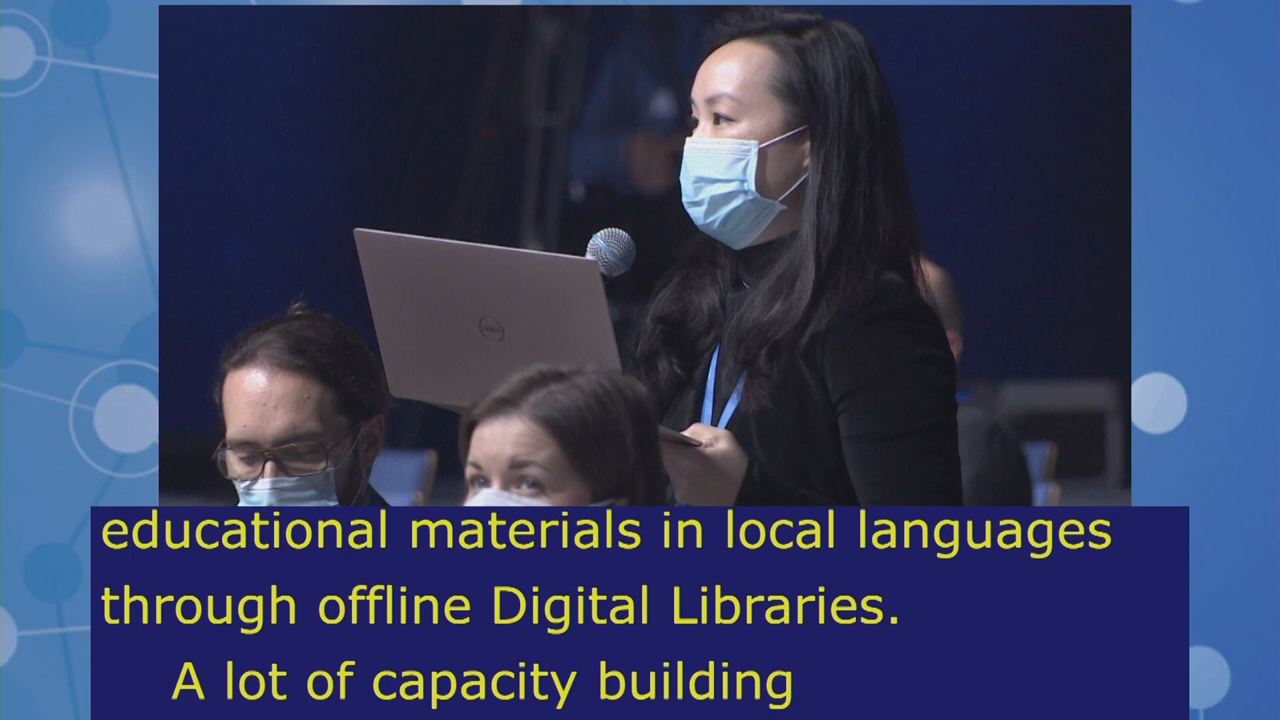 educational materials in local languages
through offline Digital Libraries.
A lot of capacity building